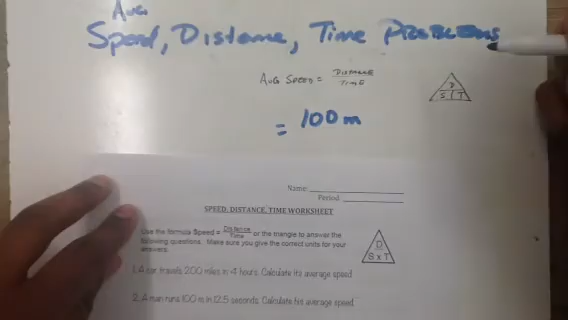 Avg
Speed, Distance, Time Problems
Avg Speed = Distance
Time
D
S T
= 100 m
Name:
Period
SPEED, DISTANCE, TIME WORKSHEET
Use the formula Speed = Distance
Time or the triangle to answer the
following questions. Make sure you give the correct units for your
answers.
D
S x T
1. A car travels 200 miles in 4 hours. Calculate its average speed
2. A man runs 100 m in 12.5 seconds. Calculate his average speed